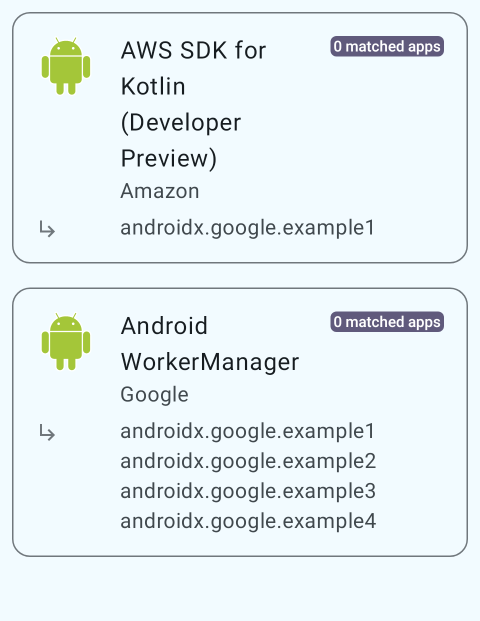 AWS SDK for
Kotlin
(Developer
Preview)
0 matched apps
Amazon
androidx.google.example1
Android
WorkerManager
0 matched apps
Google
androidx.google.example1
androidx.google.example2
androidx.google.example3
androidx.google.example4